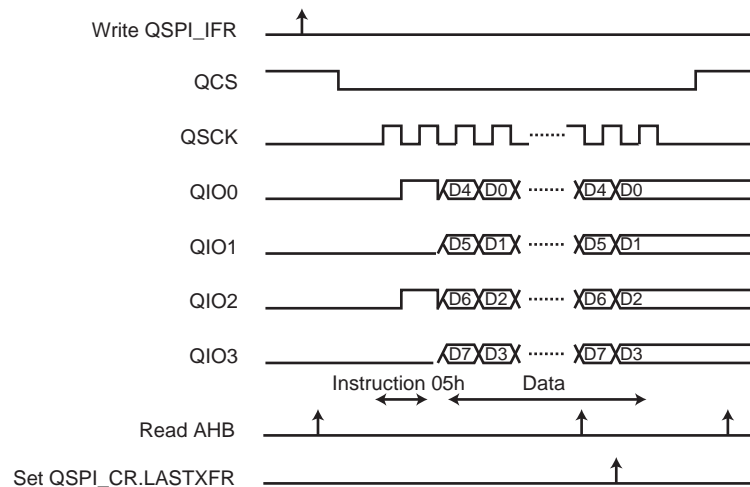 Write QSPI_IFR
QCS
QSCK
QIO0 D4 D0 D4 D0
QIO1 D5 D1 D5 D1
QIO2 D6 D2 D6 D2
QIO3 D7 D3 D7 D3
Instruction 05h Data
Read AHB
Set QSPI_CR.LASTXFR